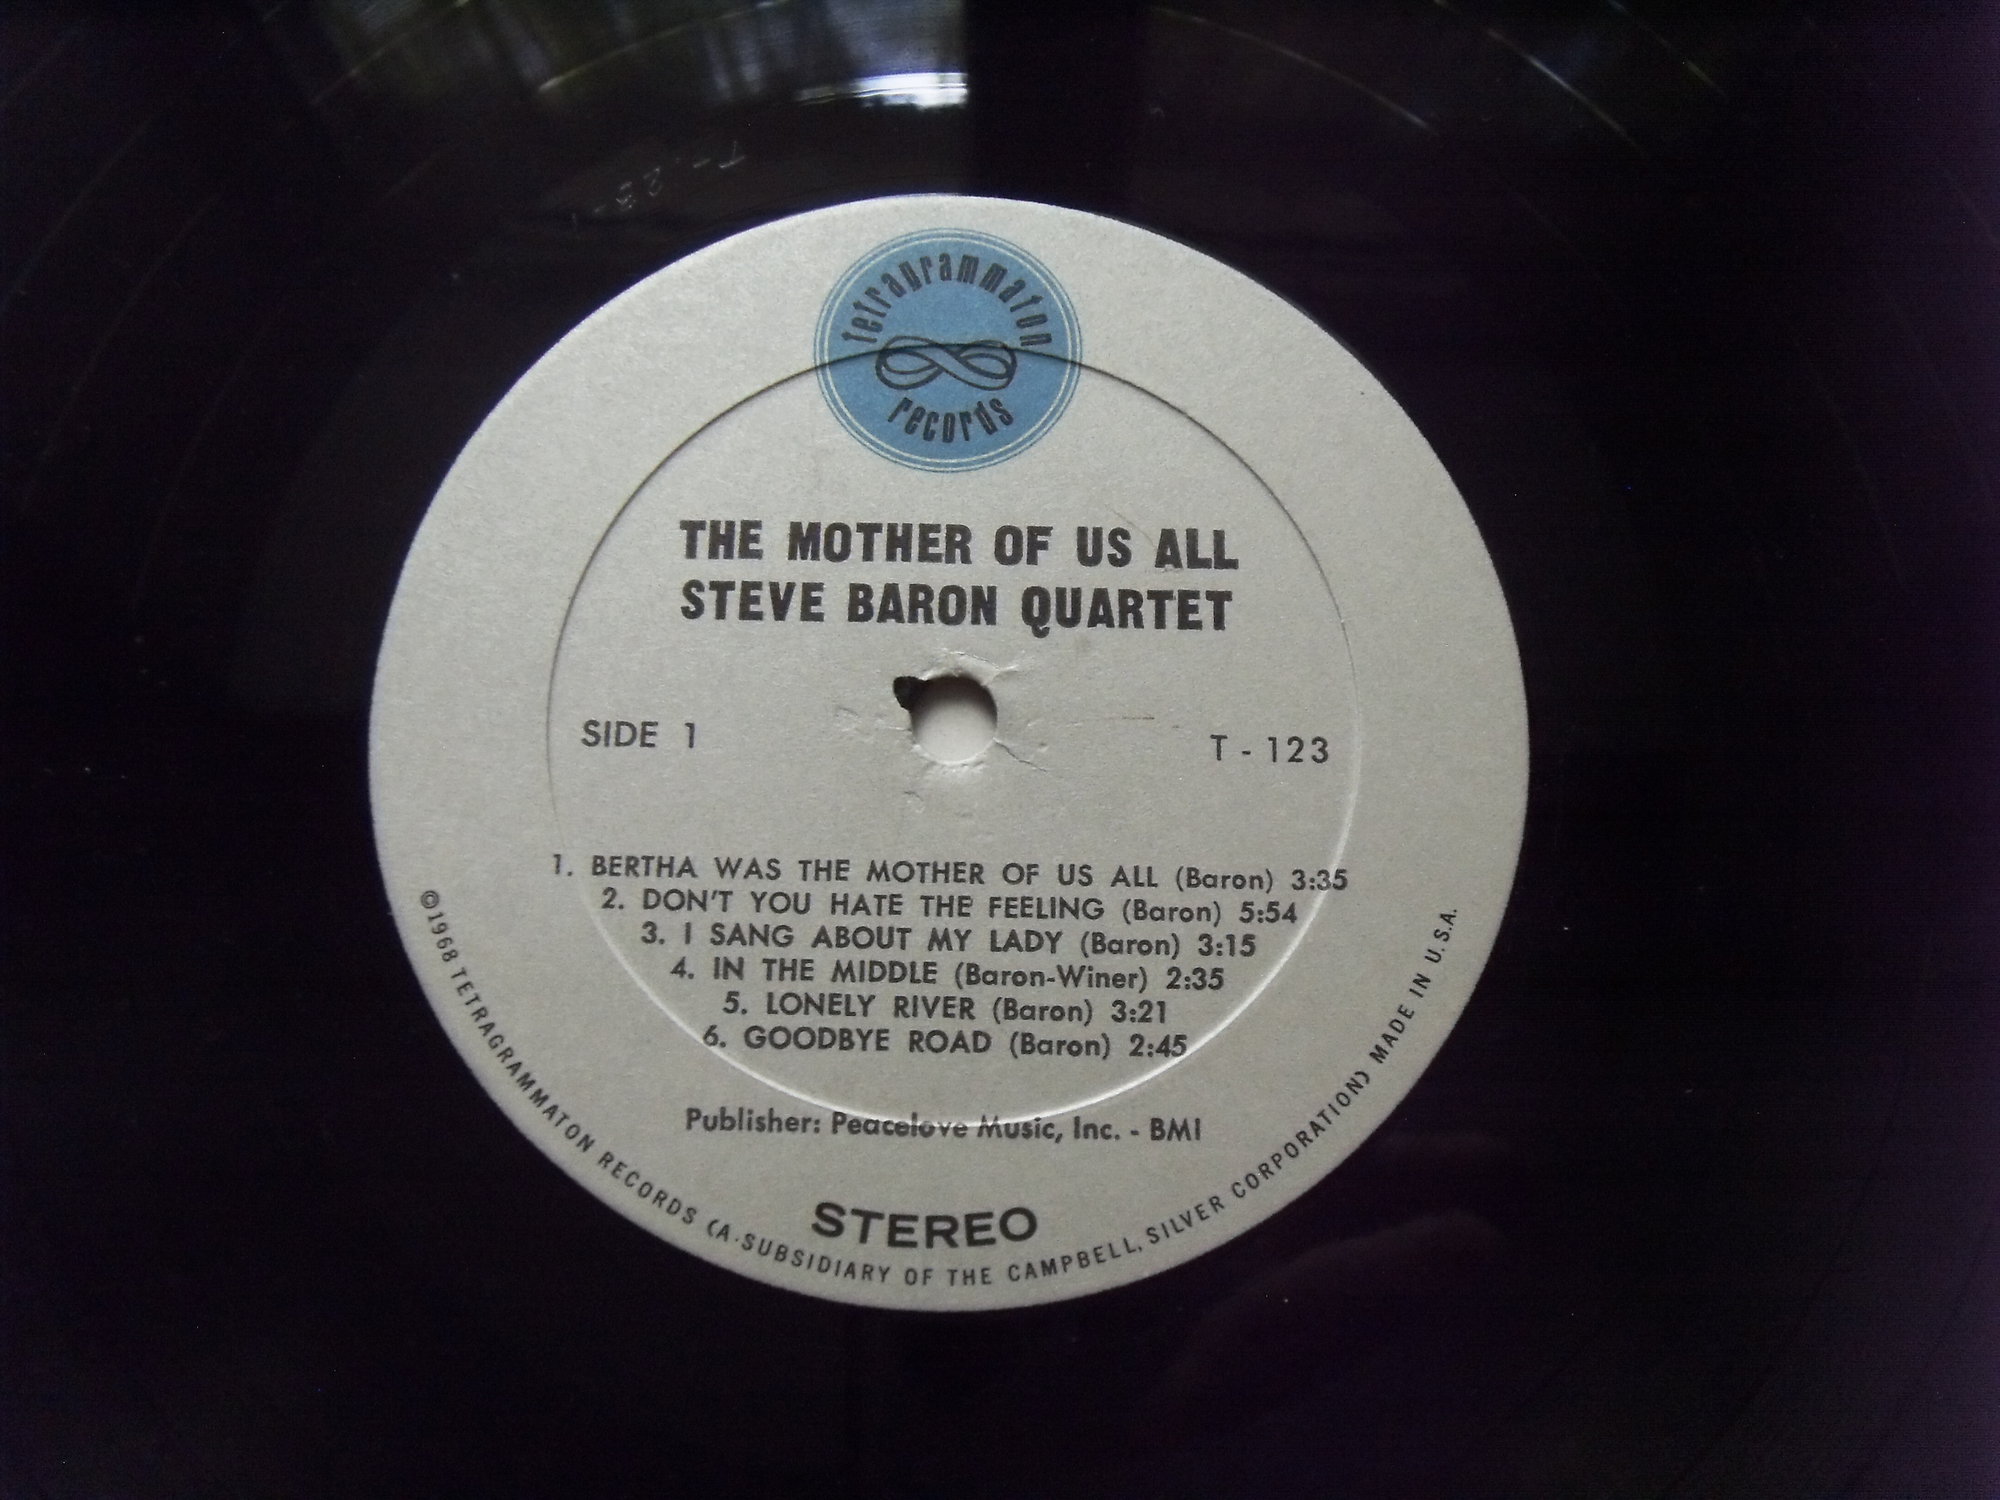 tetragrammaton
records
THE MOTHER OF US ALL
STEVE BARON QUARTET
SIDE 1
T - 123
1. BERTHA WAS THE MOTHER OF US ALL (Baron) 3:35
2. DON'T YOU HATE THE FEELING (Baron) 5:54
3. I SANG ABOUT MY LADY (Baron) 3:15
4. IN THE MIDDLE (Baron-Winer) 2:35
5. LONELY RIVER (Baron) 3:21
6. GOODBYE ROAD (Baron) 2:45
Publisher: Peacelove Music, Inc. - BMI
STEREO
©1968 TETRAGRAMMATON RECORDS (A SUBSIDIARY OF THE CAMPBELL, SILVER CORPORATION) MADE IN U.S.A.